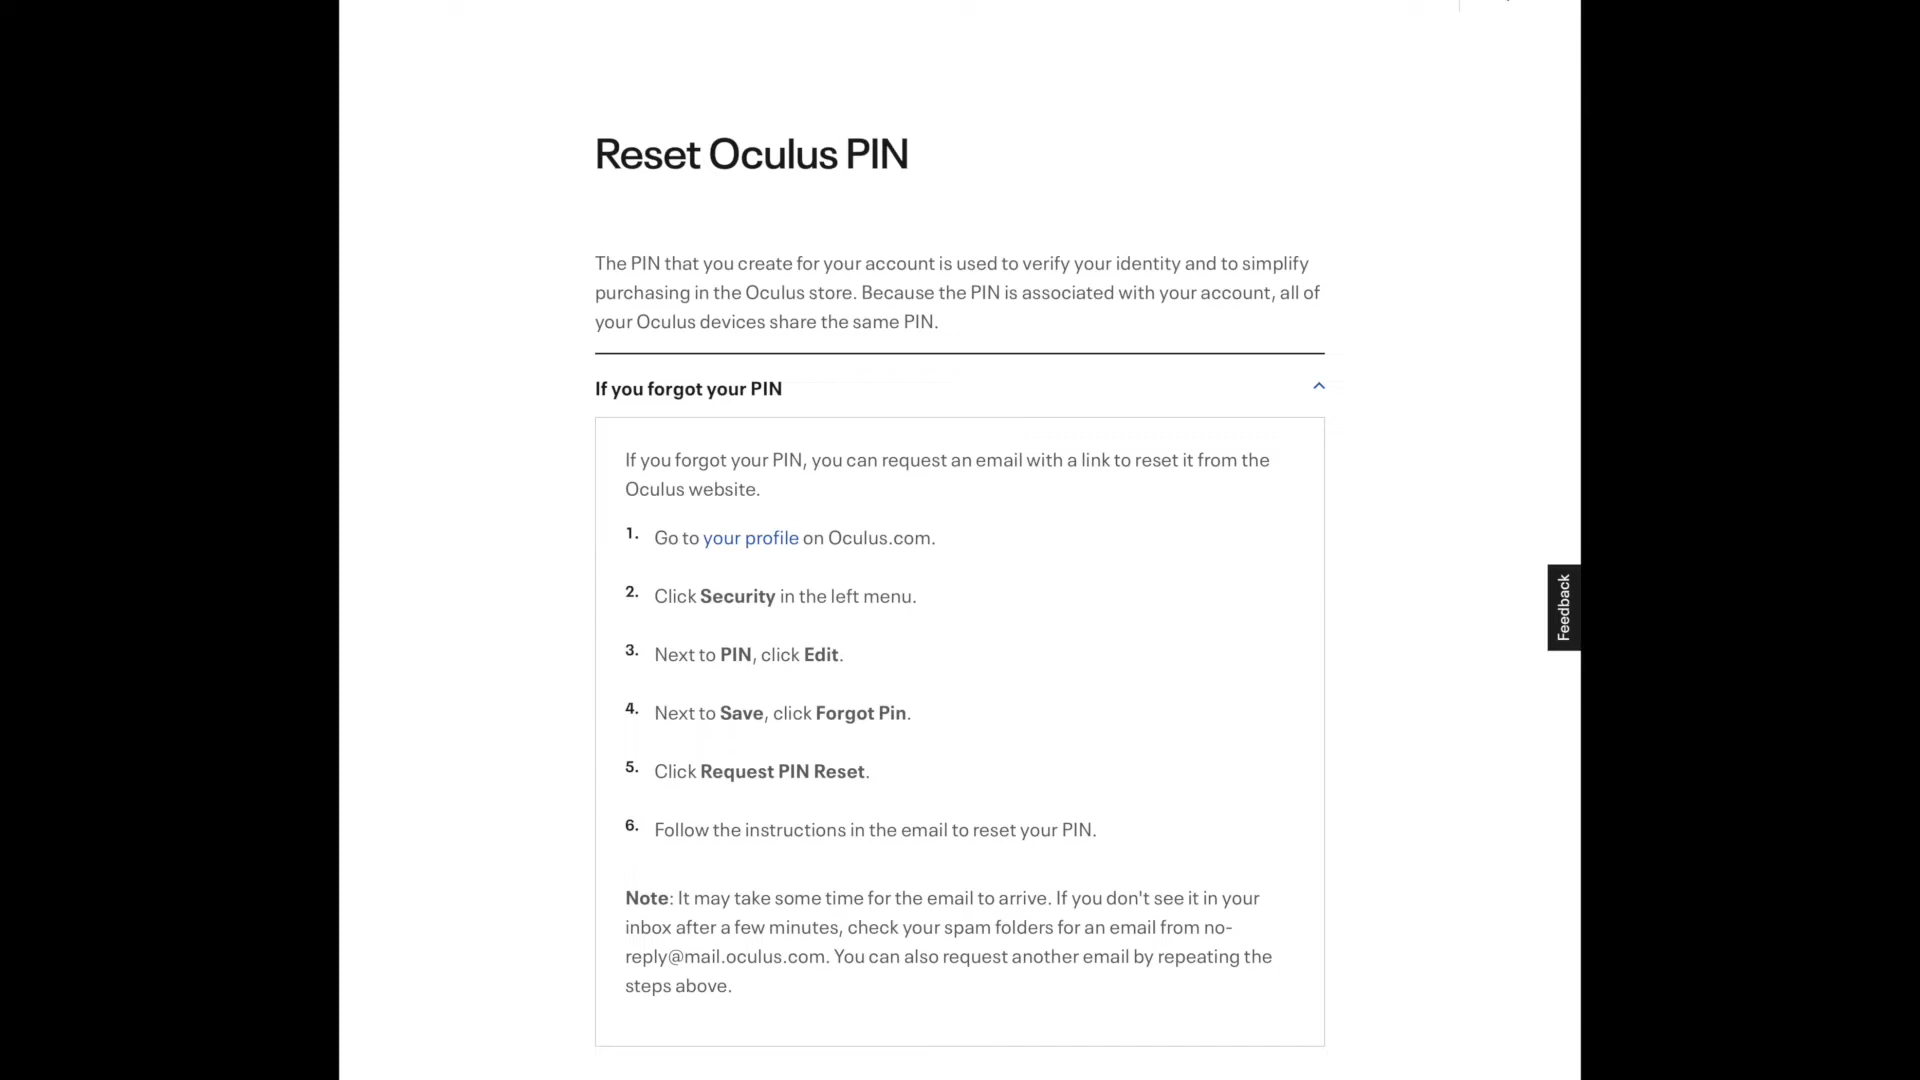 Reset Oculus PIN
The PIN that you create for your account is used to verify your identity and to simplify
purchasing in the Oculus store. Because the PIN is associated with your account, all of
your Oculus devices share the same PIN.
If you forgot your PIN
If you forgot your PIN, you can request an email with a link to reset it from the
Oculus website.
1. Go to your profile on Oculus.com.
2. Click Security in the left menu.
3. Next to PIN, click Edit.
4. Next to Save, click Forgot Pin.
5. Click Request PIN Reset.
6. Follow the instructions in the email to reset your PIN.
Note: It may take some time for the email to arrive. If you don't see it in your
inbox after a few minutes, check your spam folders for an email from no-
reply@mail.oculus.com. You can also request another email by repeating the
steps above.
Feedback